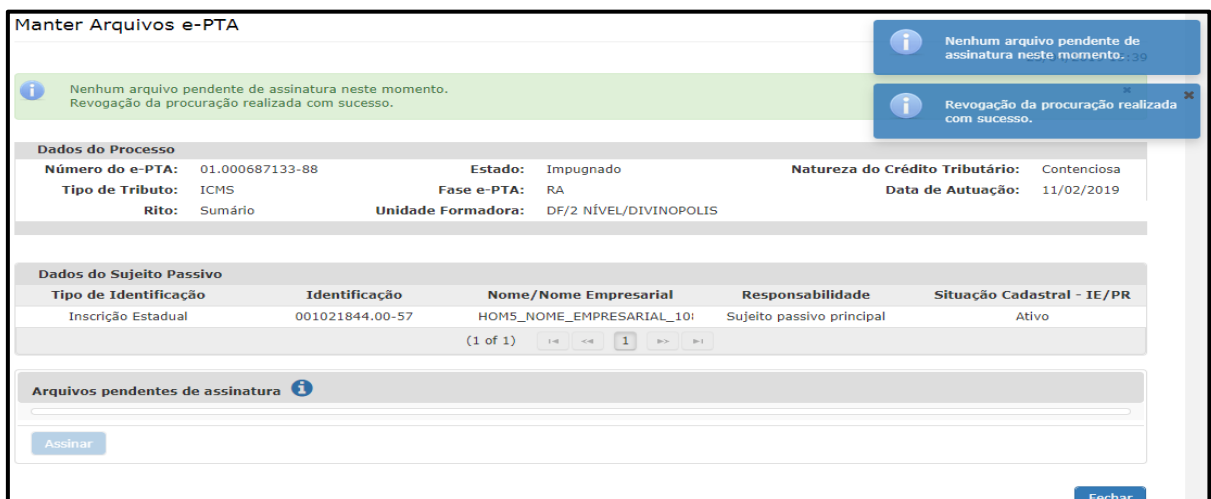 Manter Arquivos e-PTA
Nenhum arquivo pendente de
assinatura neste momento.
Nenhum arquivo pendente de assinatura neste momento.
Revogação da procuração realizada com sucesso.
Revogação da procuração realizada
com sucesso.
Dados do Processo
Número do e-PTA: 01.000687133-88 Estado: Impugnado Natureza do Crédito Tributário: Contenciosa
Tipo de Tributo: ICMS Fase e-PTA: RA Data de Autuação: 11/02/2019
Rito: Sumário Unidade Formadora: DF/2 NÍVEL/DIVINOPOLIS
Dados do Sujeito Passivo
Tipo de Identificação Identificação Nome/Nome Empresarial Responsabilidade Situação Cadastral - IE/PR
Inscrição Estadual 001021844.00-57 HOM5_NOME_EMPRESARIAL_10 Sujeito passivo principal Ativo
(1 of 1) 1
Arquivos pendentes de assinatura
Assinar
Fechar